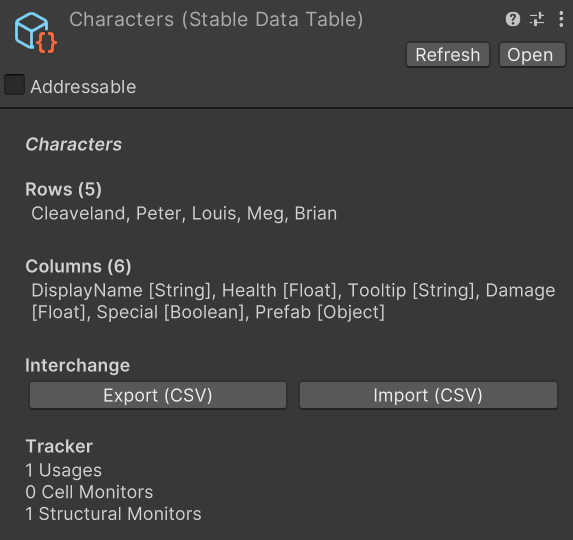 Characters (Stable Data Table)
Refresh
Open
Addressable
Characters
Rows (5)
Cleaveland, Peter, Louis, Meg, Brian
Columns (6)
DisplayName [String], Health [Float], Tooltip [String], Damage
[Float], Special [Boolean], Prefab [Object]
Interchange
Export (CSV)
Import (CSV)
Tracker
1 Usages
0 Cell Monitors
1 Structural Monitors